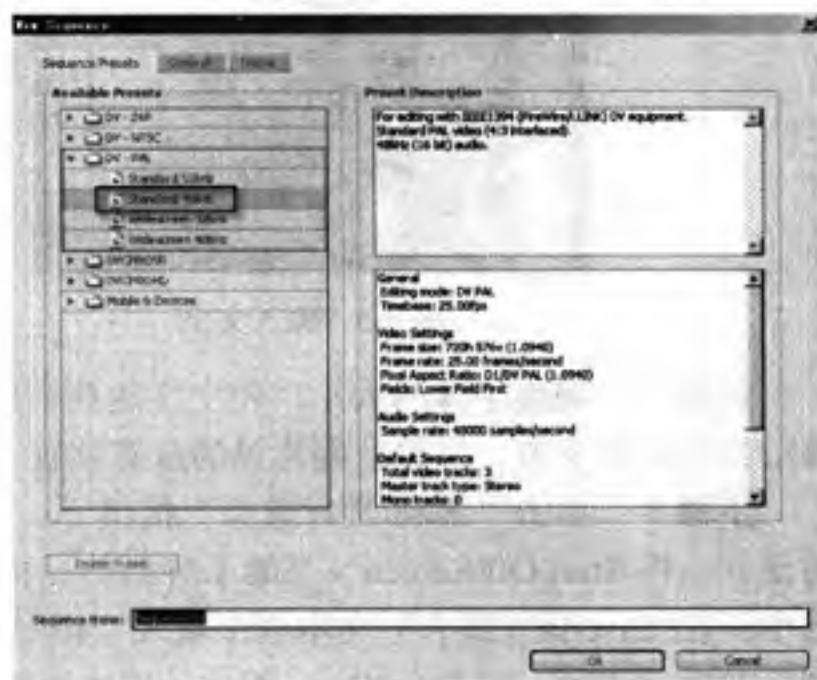 New Sequence
Sequence Presets General
Available Presets
DV - 24P
DV - NTSC
DV - PAL
Standard 32kHz
Standard 48kHz
Widescreen 32kHz
Widescreen 48kHz
DVCPRO50
DVCPROHD
Mobile & Devices
Preset Description
For editing with IEEE1394 (FireWire/i.LINK) DV equipment.
Standard PAL video (4:3 interlaced).
48kHz (16 bit) audio.
General
Editing mode: DV PAL
Timebase: 25.00fps
Video Settings
Frame size: 720h 576v (1.0940)
Frame rate: 25.00 frames/second
Pixel Aspect Ratio: D1/DV PAL (1.0940)
Fields: Lower Field First
Audio Settings
Sample rate: 48000 samples/second
Default Sequence
Total video tracks: 3
Master track type: Stereo
Mono tracks: 0
Delete Preset
Sequence Name:
OK Cancel